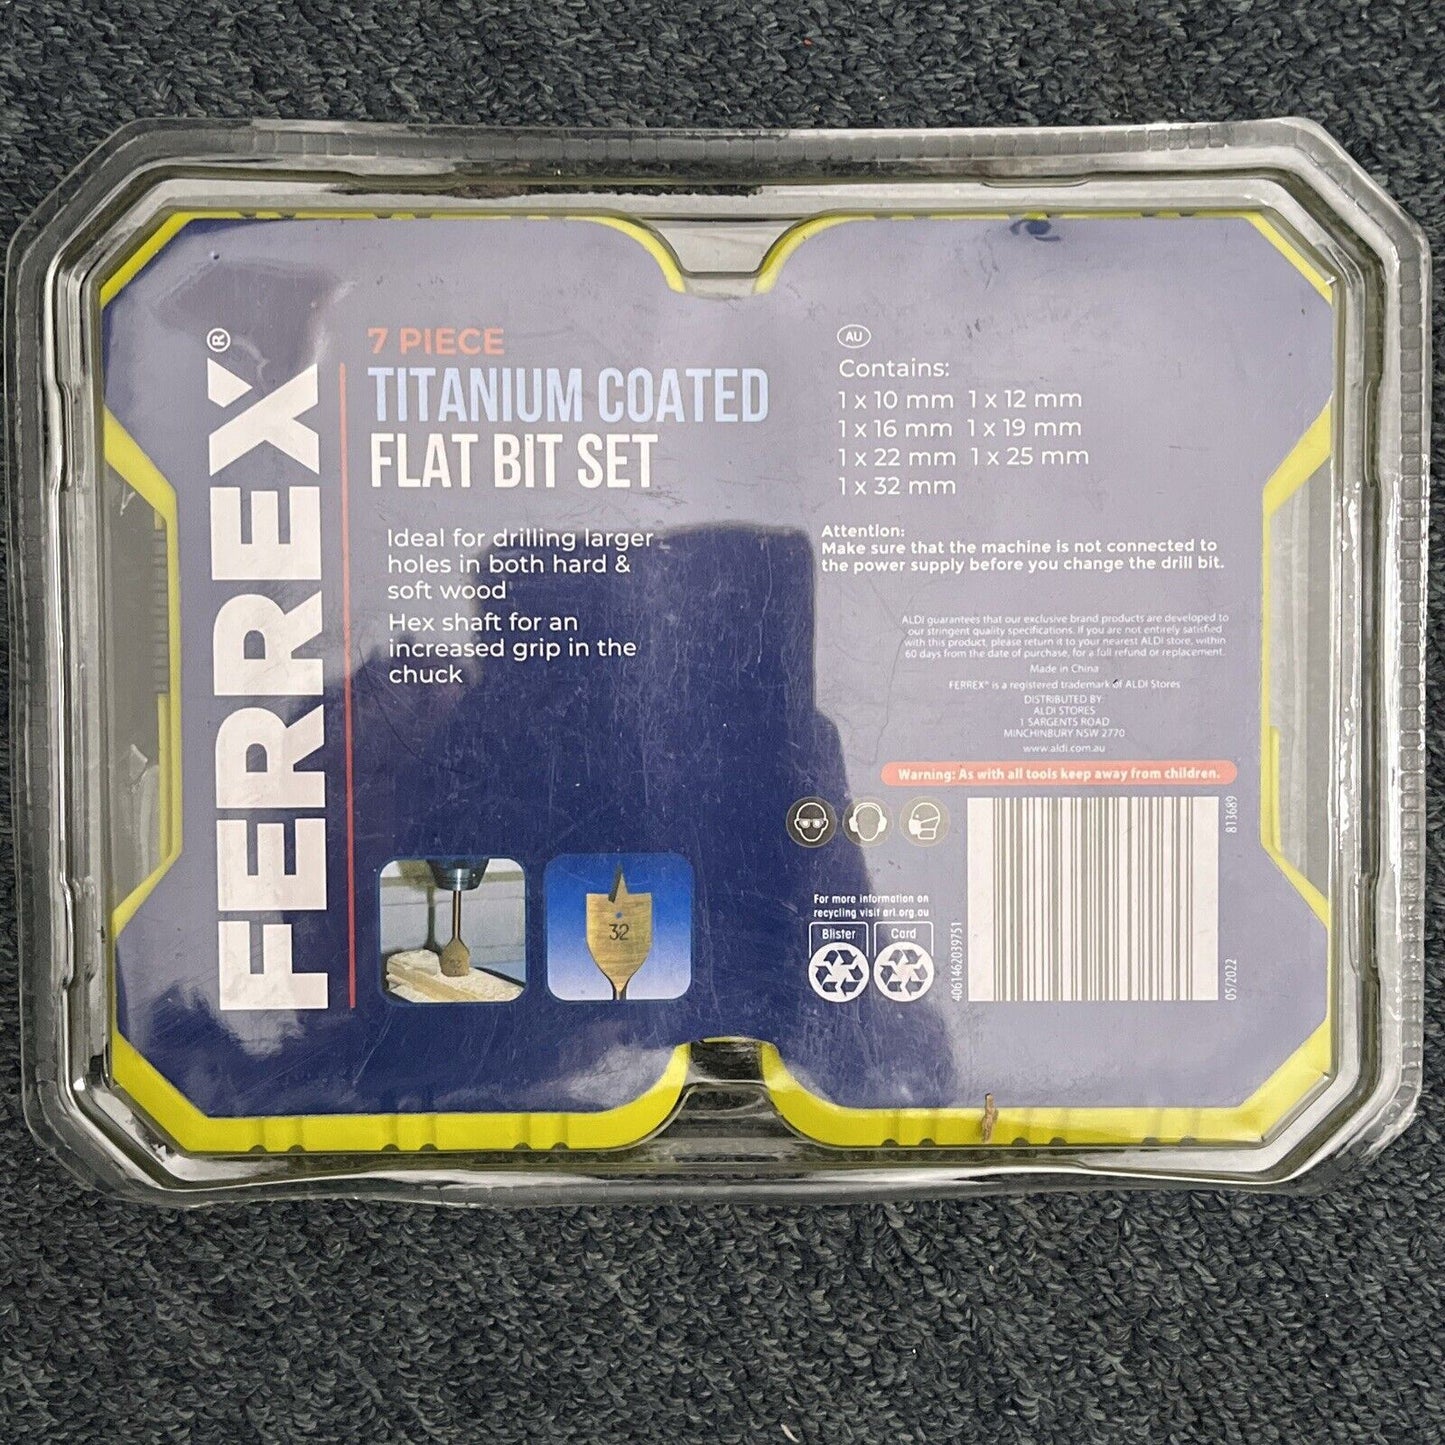 FERREX®
7 PIECE
TITANIUM COATED
FLAT BIT SET
Ideal for drilling larger
holes in both hard &
soft wood
Hex shaft for an
increased grip in the
chuck
32
AU
Contains:
1 x 10 mm 1 x 12 mm
1 x 16 mm 1 x 19 mm
1 x 22 mm 1 x 25 mm
1 x 32 mm
Attention:
Make sure that the machine is not connected to
the power supply before you change the drill bit.
ALDI guarantees that our exclusive brand products are developed to
our stringent quality specifications. If you are not entirely satisfied
with this product, please return it to your nearest ALDI store, within
60 days from the date of purchase, for a full refund or replacement.
Made in China
FERREX® is a registered trademark of ALDI Stores
DISTRIBUTED BY:
ALDI STORES
1 SARGENTS ROAD
MINCHINBURY NSW 2770
www.aldi.com.au
Warning: As with all tools keep away from children.
For more information on
recycling visit arl.org.au
Blister Card
4061462039751
813689
05/2022